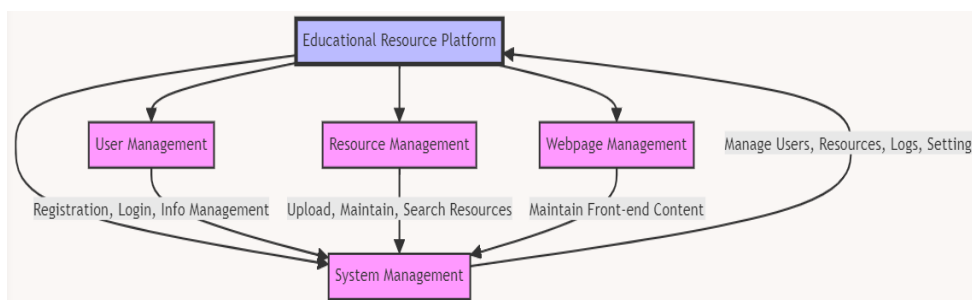 Educational Resource Platform
User Management
Resource Management
Webpage Management
Manage Users, Resources, Logs, Setting
Registration, Login, Info Management
Upload, Maintain, Search Resources
Maintain Front-end Content
System Management